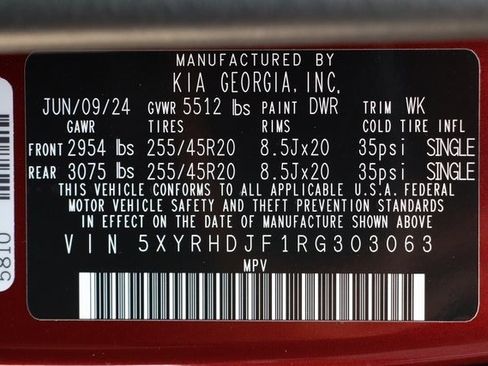 MANUFACTURED BY
KIA GEORGIA, INC.
JUN/09/24 GVWR 5512 lbs PAINT DWR TRIM WK
GAWR TIRES RIMS COLD TIRE INFL
FRONT 2954 lbs 255/45R20 8.5Jx20 35psi SINGLE
REAR 3075 lbs 255/45R20 8.5Jx20 35psi SINGLE
THIS VEHICLE CONFORMS TO ALL APPLICABLE U.S.A. FEDERAL
MOTOR VEHICLE SAFETY AND THEFT PREVENTION STANDARDS
IN EFFECT ON THE DATE OF MANUFACTURE SHOWN ABOVE
VIN 5XYRHDJF1RG303063
MPV
5810